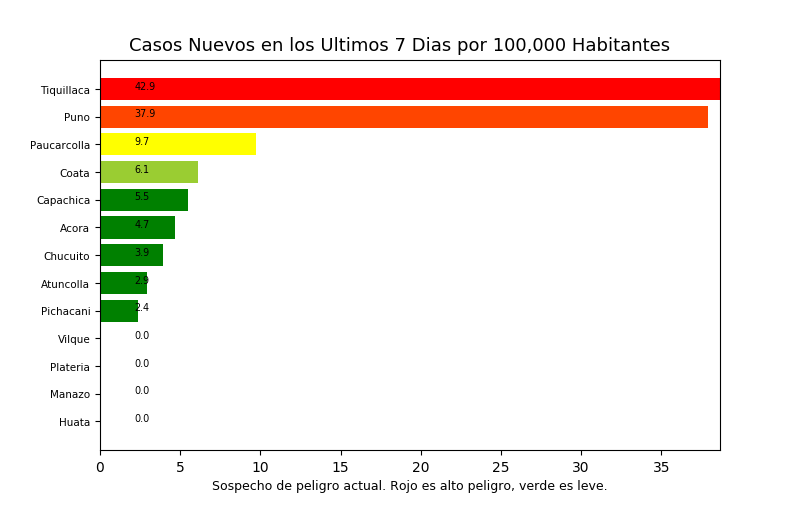 Casos Nuevos en los Ultimos 7 Dias por 100,000 Habitantes
Tiquillaca 42.9
Puno 37.9
Paucarcolla 9.7
Coata 6.1
Capachica 5.5
Acora 4.7
Chucuito 3.9
Atuncolla 2.9
Pichacani 2.4
Vilque 0.0
Plateria 0.0
Manazo 0.0
Huata 0.0
0 5 10 15 20 25 30 35
Sospecho de peligro actual. Rojo es alto peligro, verde es leve.